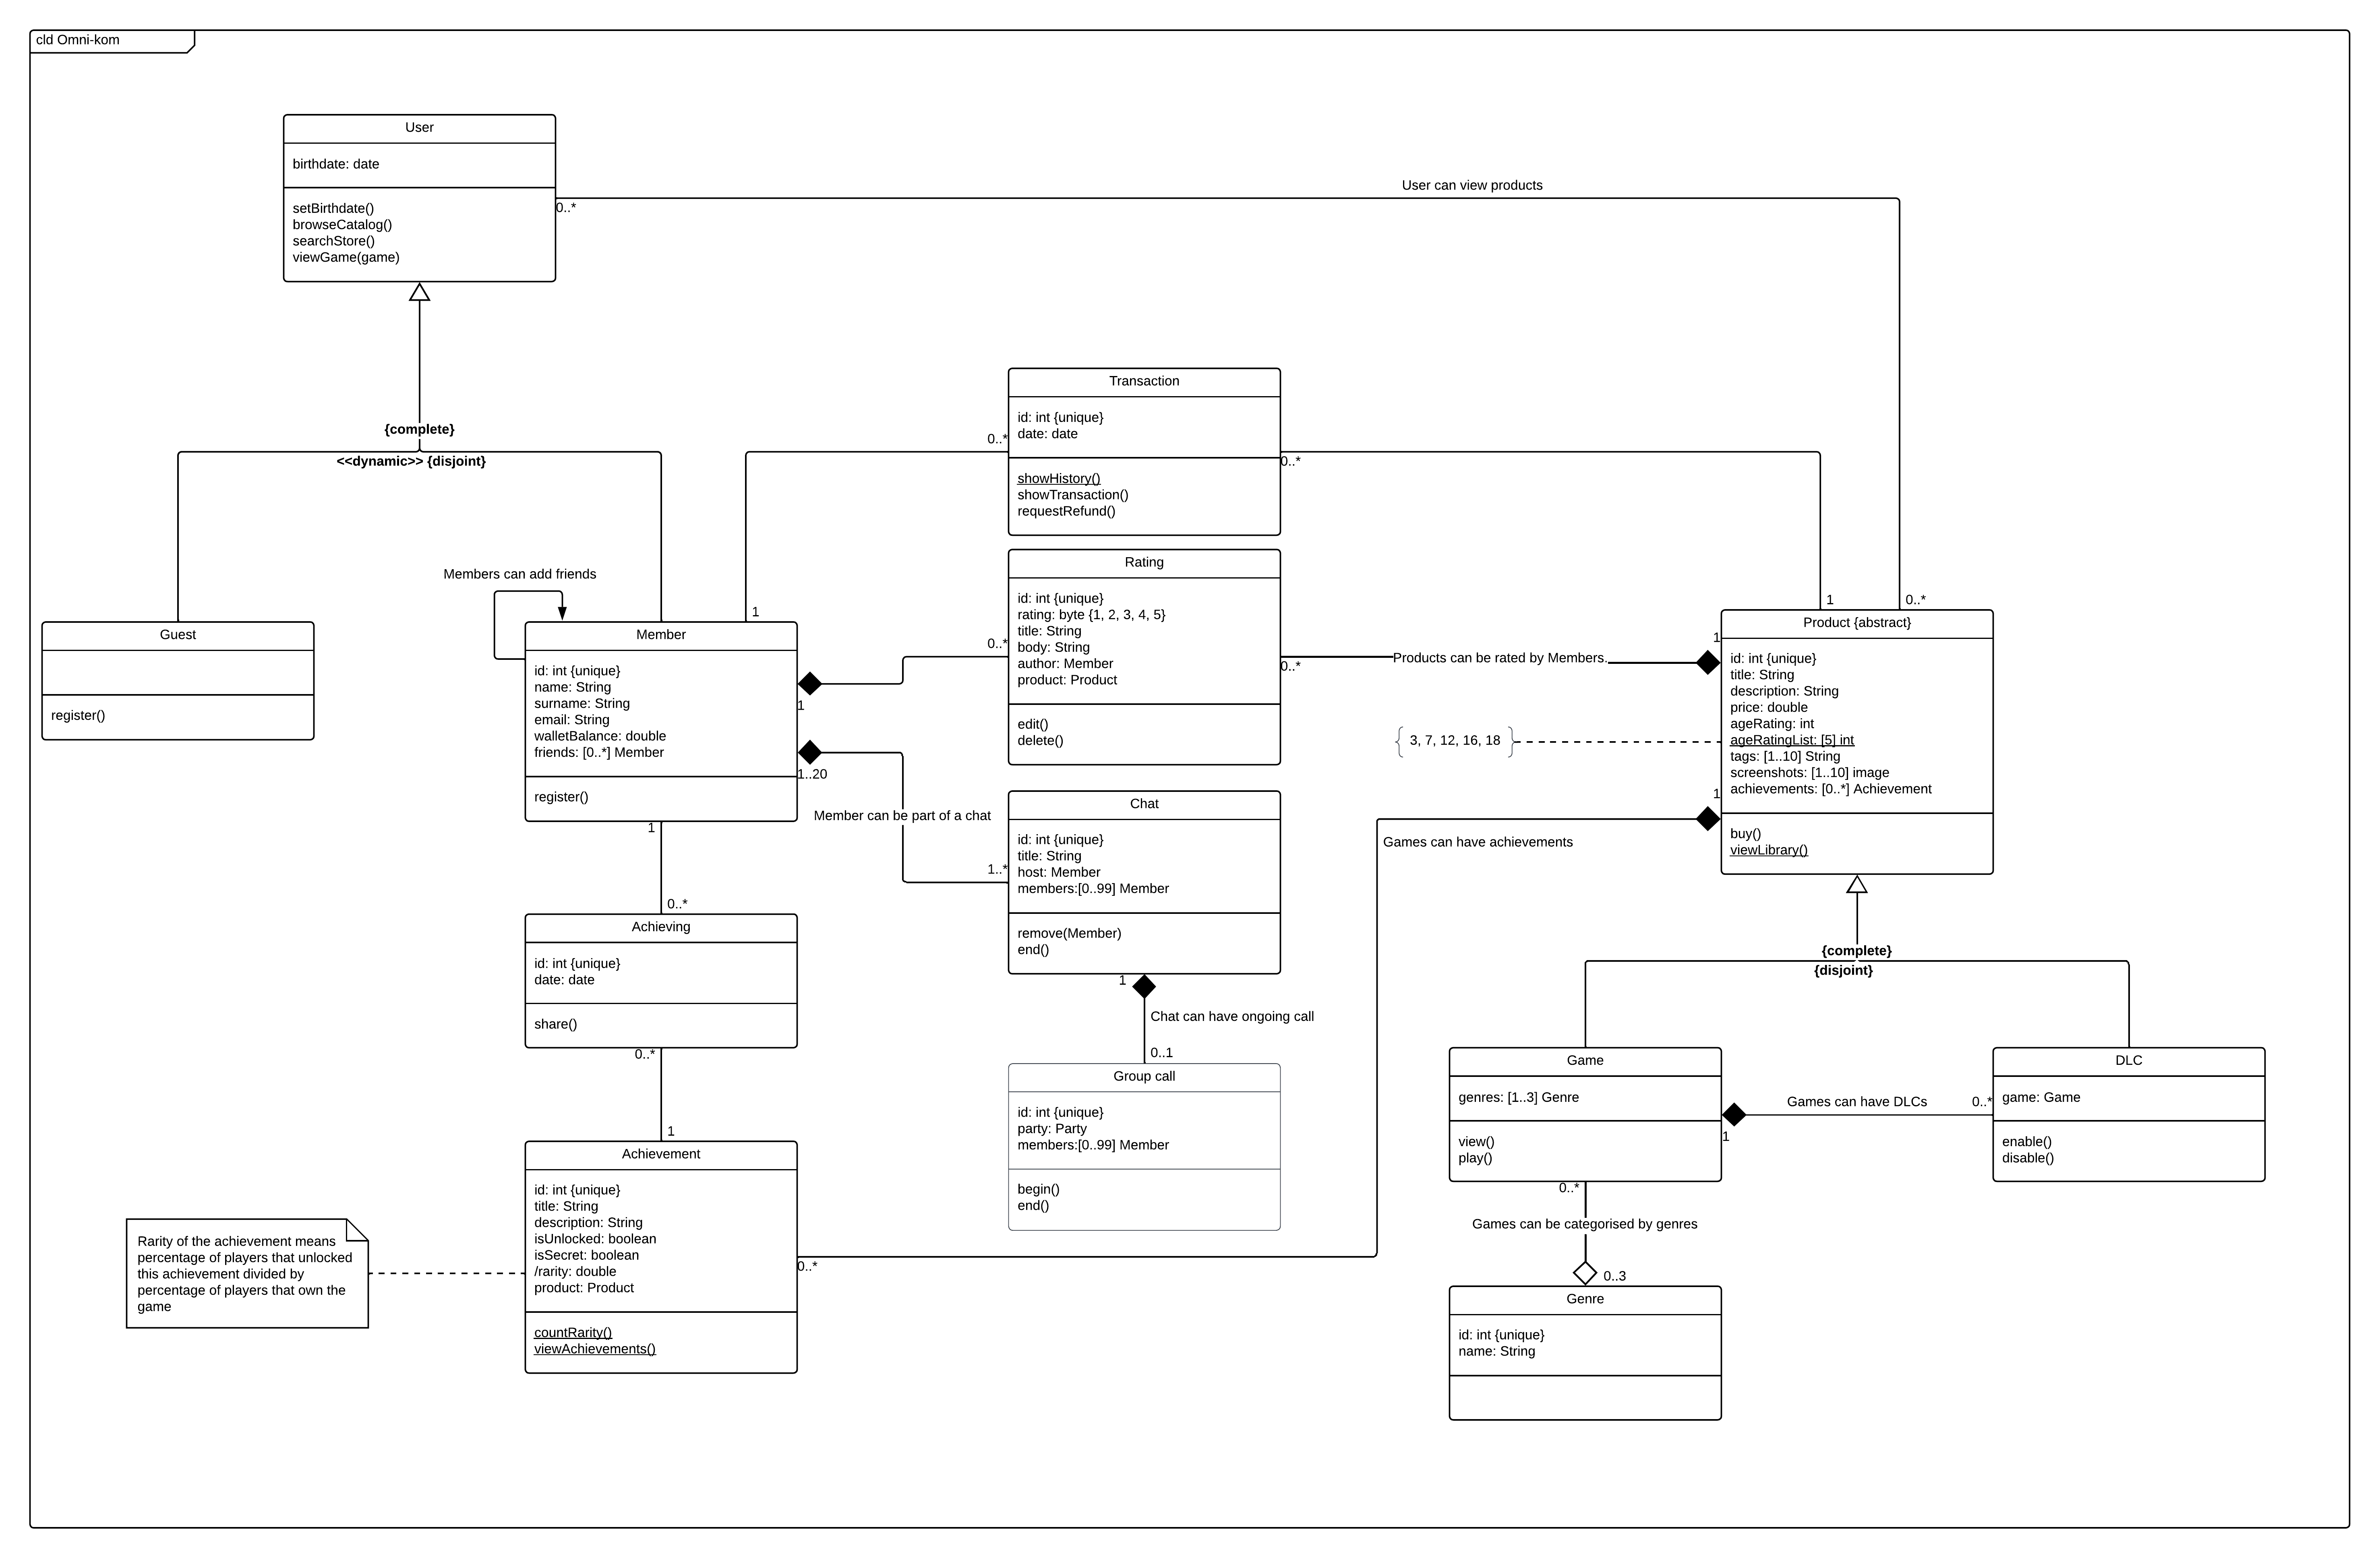 cld Omni-kom
User
birthdate: date
setBirthdate()
browseCatalog()
searchStore()
viewGame(game)
0..*
User can view products
0..*
{complete}
<<dynamic>> {disjoint}
Guest
register()
Members can add friends
Member
id: int {unique}
name: String
surname: String
email: String
walletBalance: double
friends: [0..*] Member
register()
1
0..*
Transaction
id: int {unique}
date: date
showHistory()
showTransaction()
requestRefund()
0..*
1
1
0..*
Rating
id: int {unique}
rating: byte {1, 2, 3, 4, 5}
title: String
body: String
author: Member
product: Product
edit()
delete()
0..*
Products can be rated by Members.
1
Product {abstract}
id: int {unique}
title: String
description: String
price: double
ageRating: int
ageRatingList: [5] int
tags: [1..10] String
screenshots: [1..10] image
achievements: [0..*] Achievement
buy()
viewLibrary()
3, 7, 12, 16, 18
1..20
Member can be part of a chat
1..*
Chat
id: int {unique}
title: String
host: Member
members:[0..99] Member
remove(Member)
end()
1
Chat can have ongoing call
0..1
Group call
id: int {unique}
party: Party
members:[0..99] Member
begin()
end()
1
0..*
Achieving
id: int {unique}
date: date
share()
0..*
1
Achievement
id: int {unique}
title: String
description: String
isUnlocked: boolean
isSecret: boolean
/rarity: double
product: Product
countRarity()
viewAchievements()
Rarity of the achievement means
percentage of players that unlocked
this achievement divided by
percentage of players that own the
game
0..*
Games can have achievements
1
{complete}
{disjoint}
Game
genres: [1..3] Genre
view()
play()
1
Games can have DLCs
0..*
DLC
game: Game
enable()
disable()
0..*
Games can be categorised by genres
0..3
Genre
id: int {unique}
name: String